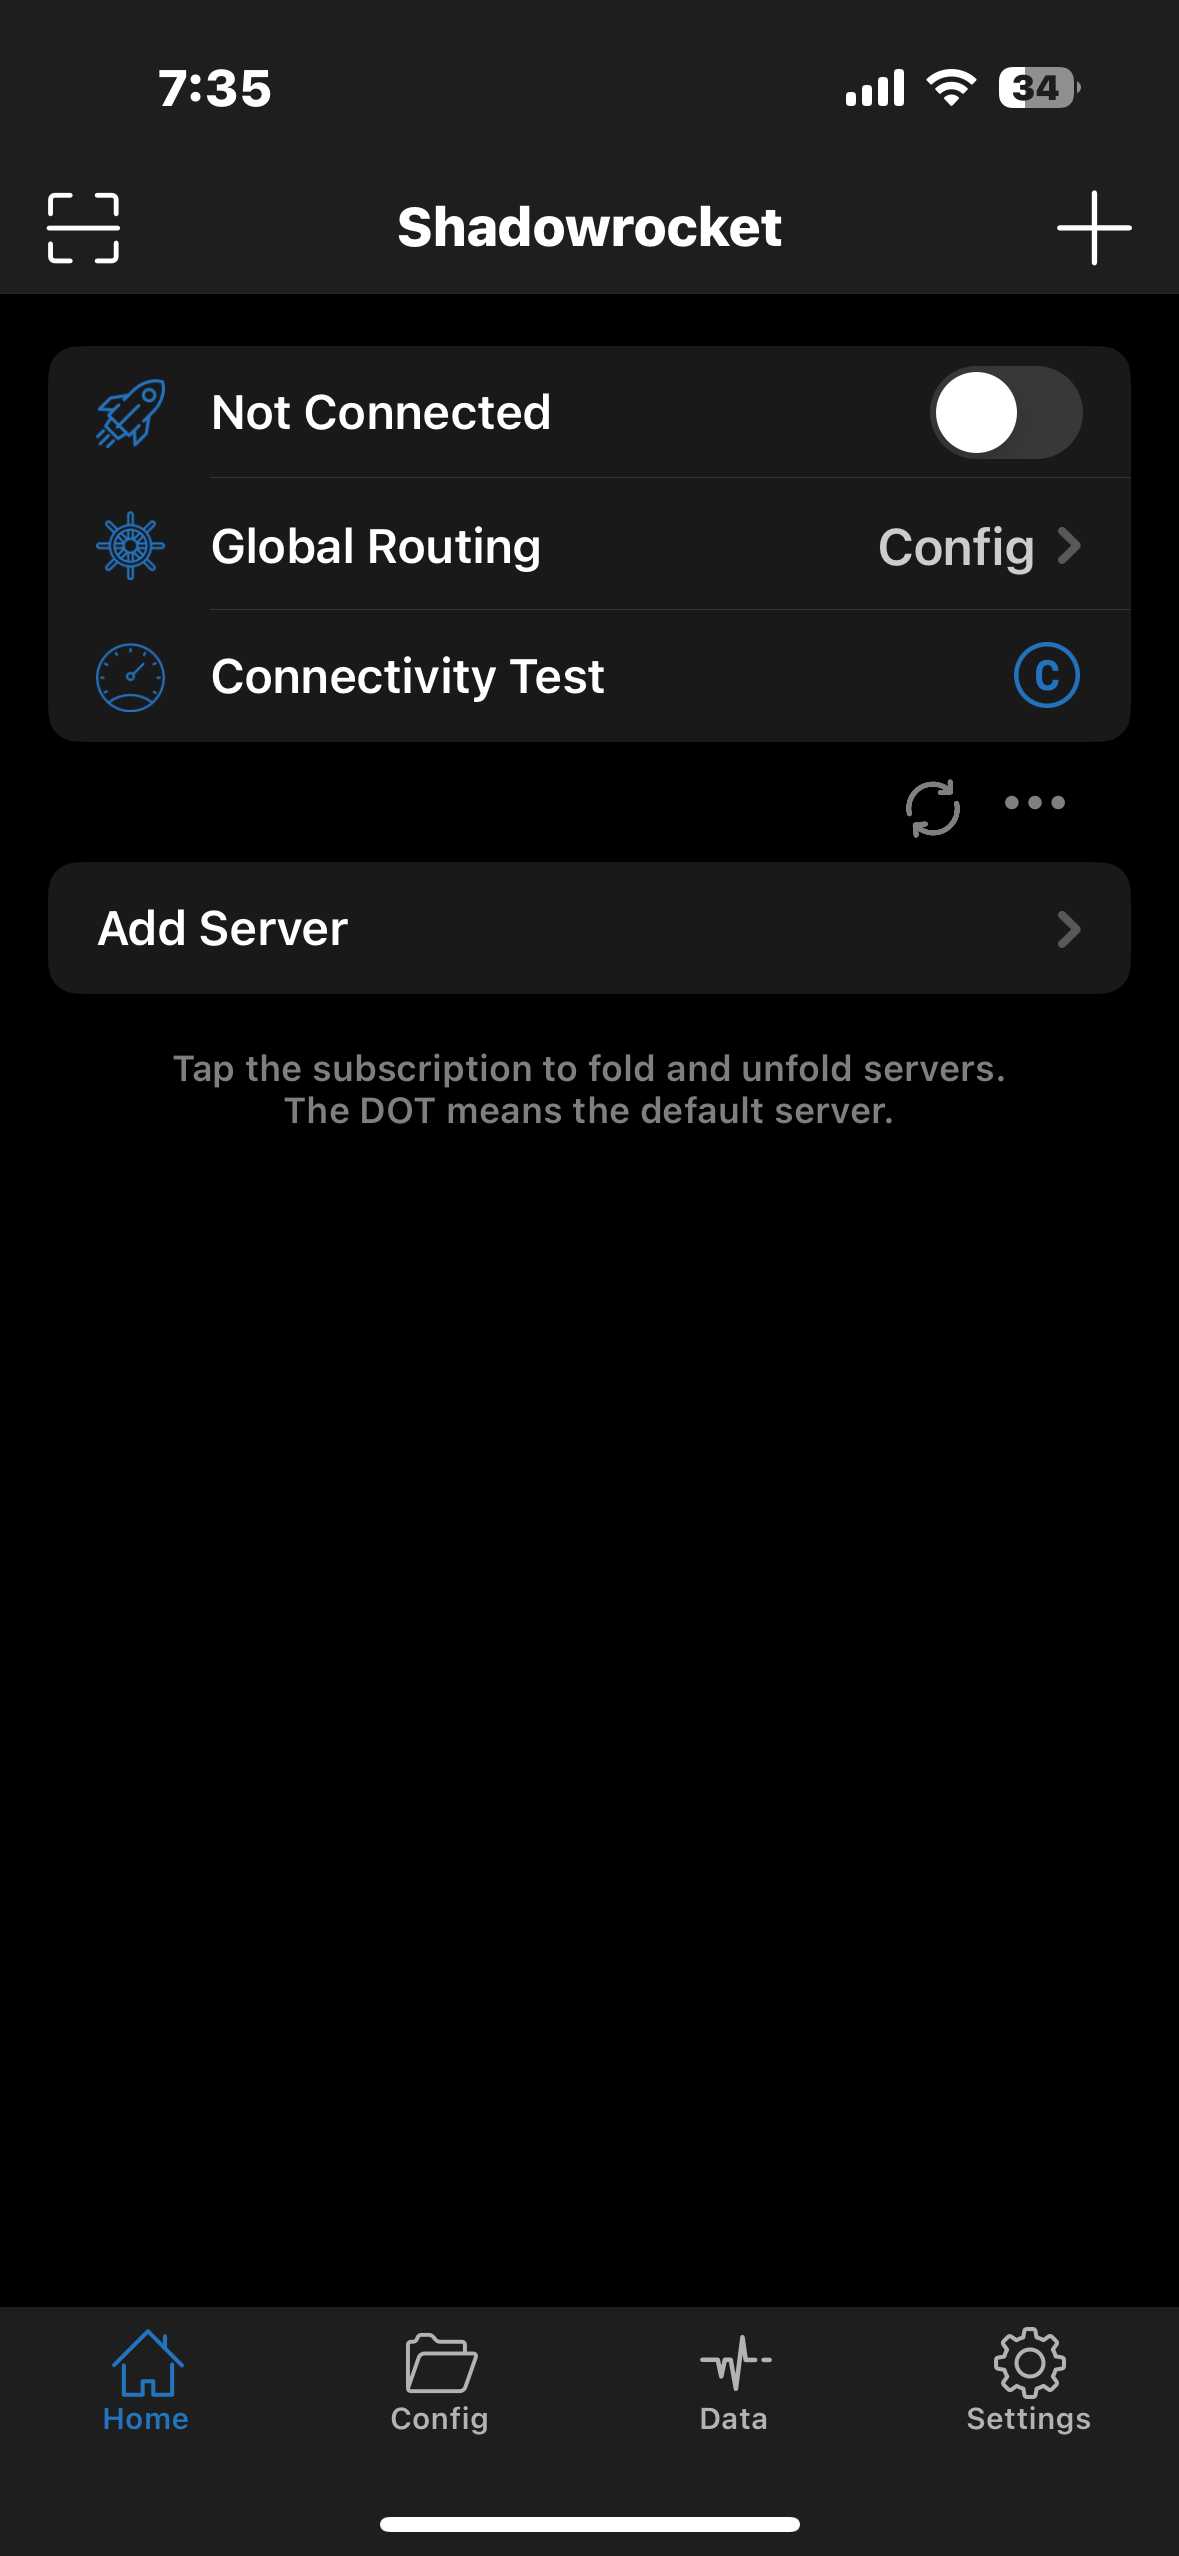 7:35
34
Shadowrocket
Not Connected
Global Routing Config
Connectivity Test C
Add Server
Tap the subscription to fold and unfold servers.
The DOT means the default server.
Home Config Data Settings